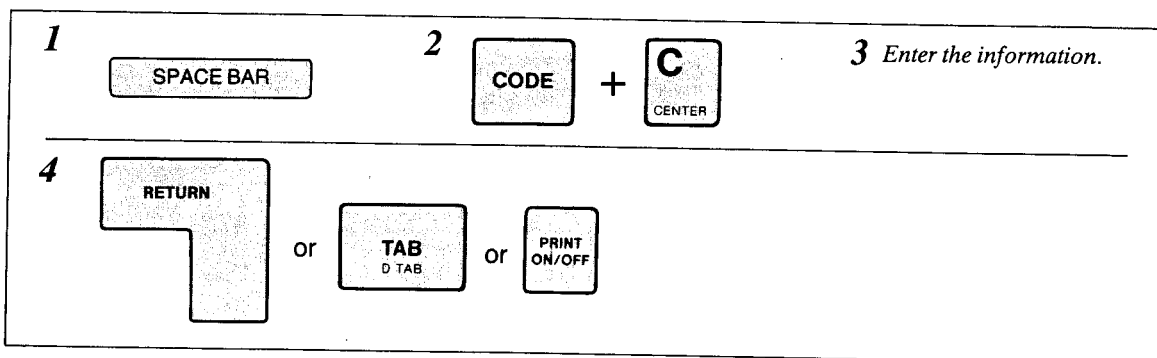 1
SPACE BAR
2
CODE
+
C
CENTER
3 Enter the information.
4
RETURN
or
TAB
D TAB
or
PRINT
ON/OFF